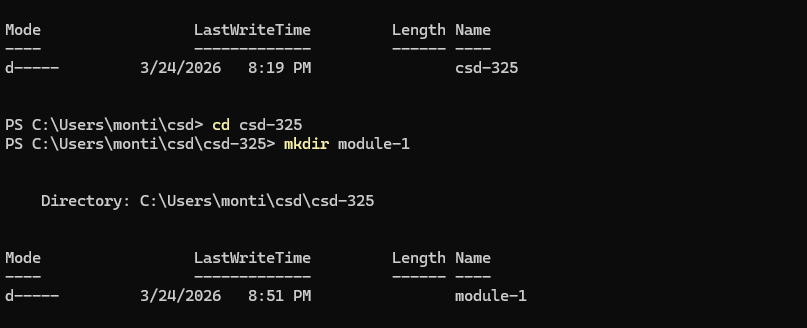 Mode                 LastWriteTime         Length Name
----                 -------------         ------ ----
d-----         3/24/2026   8:19 PM                csd-325
PS C:\Users\monti\csd> cd csd-325
PS C:\Users\monti\csd\csd-325> mkdir module-1
    Directory: C:\Users\monti\csd\csd-325
Mode                 LastWriteTime         Length Name
----                 -------------         ------ ----
d-----         3/24/2026   8:51 PM                module-1